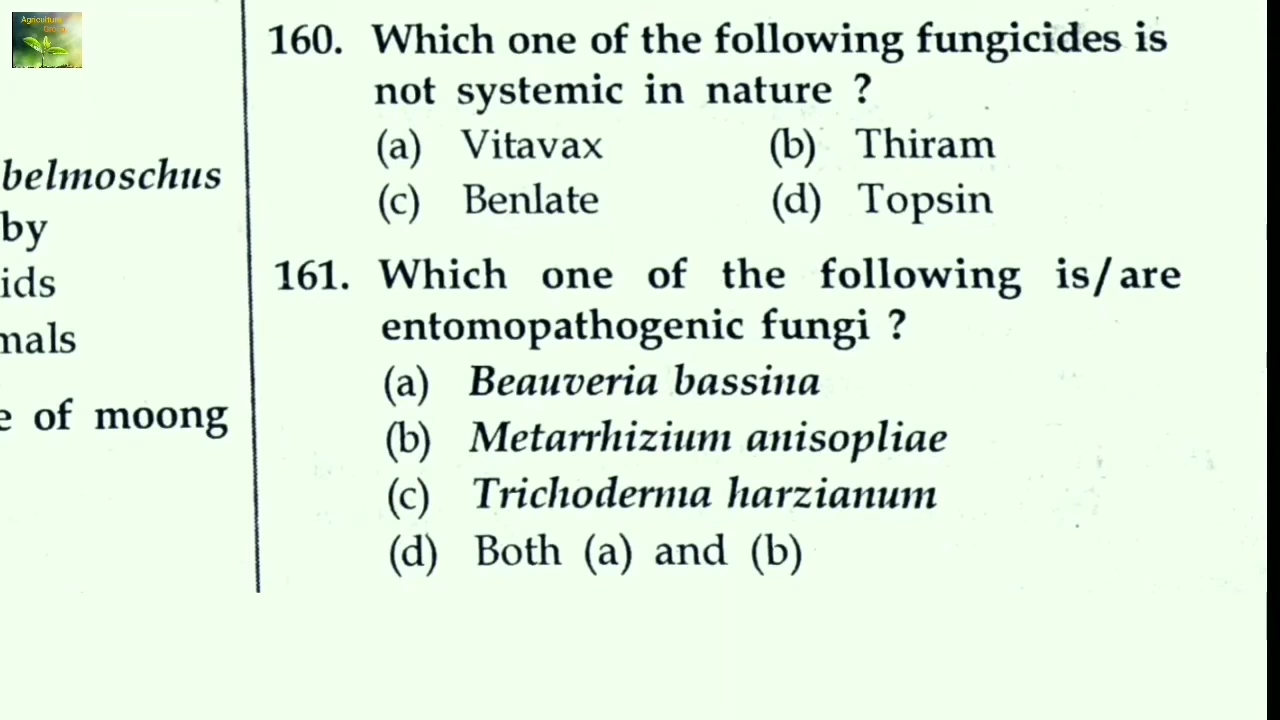 Agriculture
Group
belmoschus
by
ids
mals
e of moong
160. Which one of the following fungicides is
not systemic in nature ?
(a) Vitavax (b) Thiram
(c) Benlate (d) Topsin
161. Which one of the following is/are
entomopathogenic fungi ?
(a) Beauveria bassina
(b) Metarrhizium anisopliae
(c) Trichoderma harzianum
(d) Both (a) and (b)